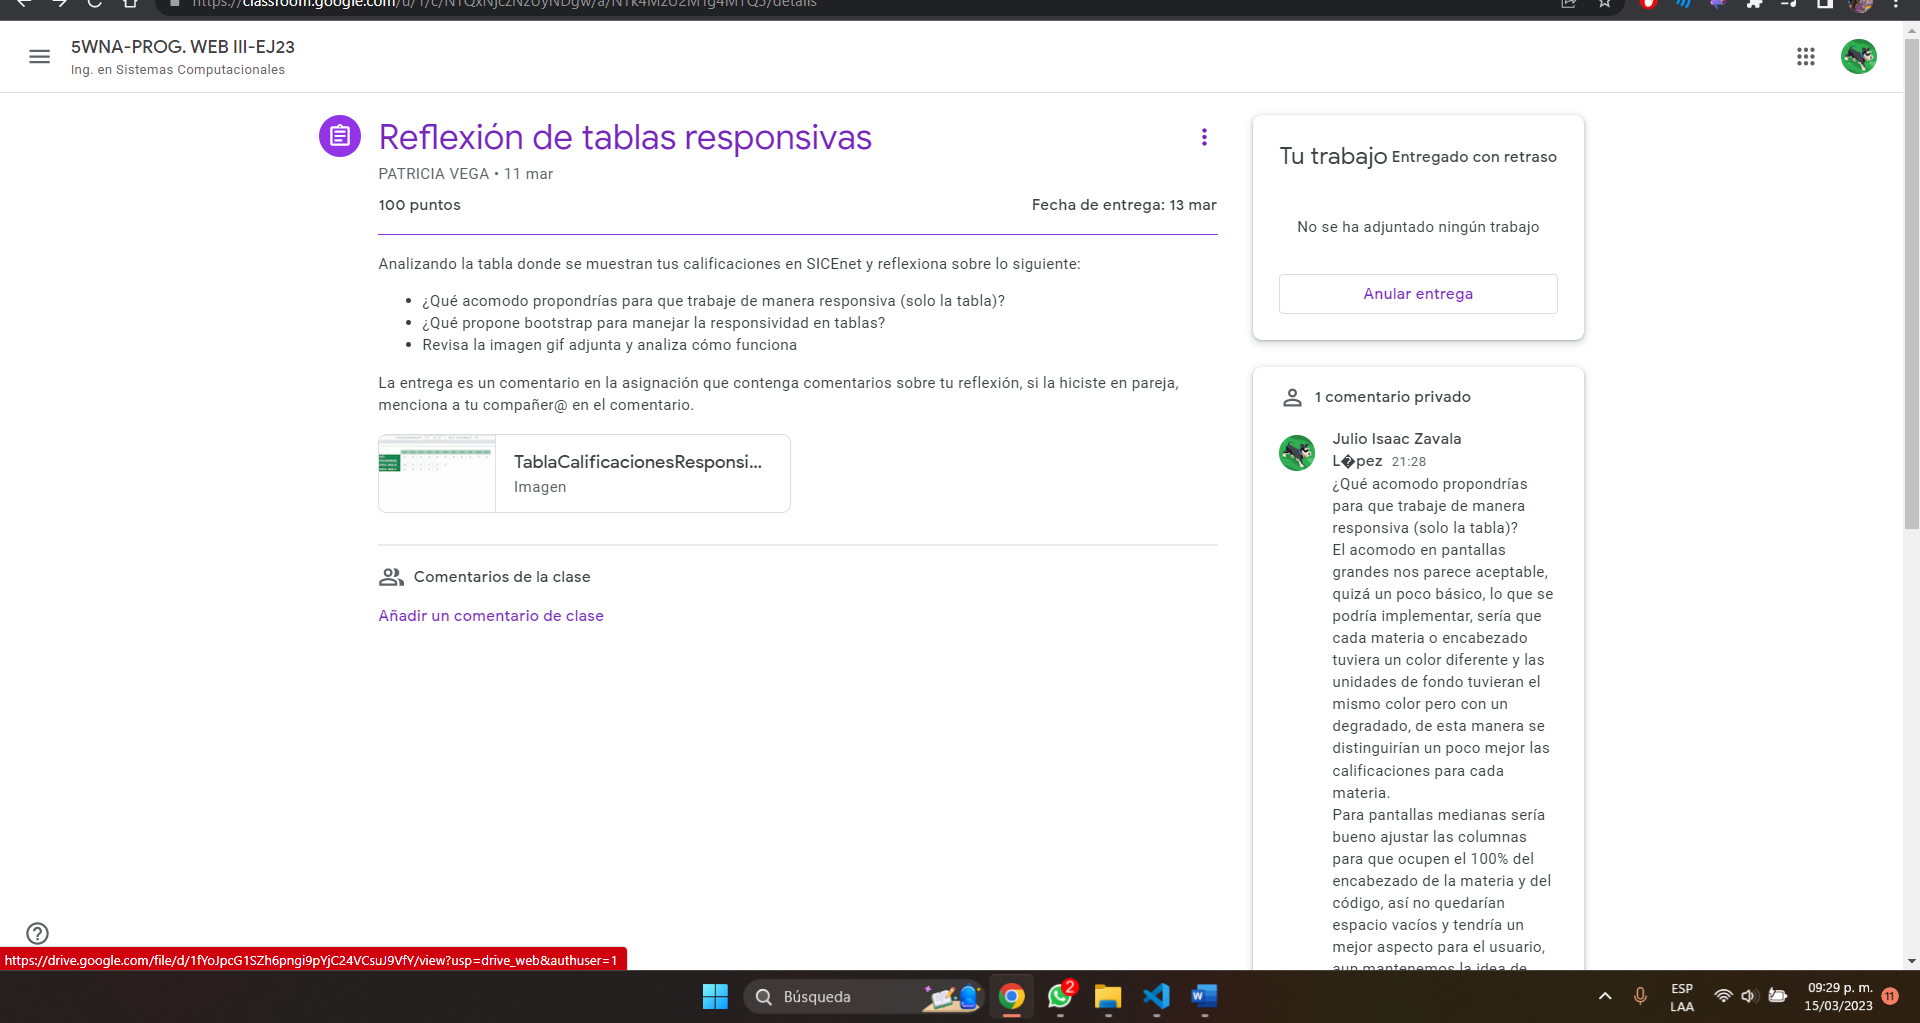 5WNA-PROG. WEB III-EJ23
Ing. en Sistemas Computacionales
Reflexión de tablas responsivas
PATRICIA VEGA • 11 mar
100 puntos
Fecha de entrega: 13 mar
Analizando la tabla donde se muestran tus calificaciones en SICEnet y reflexiona sobre lo siguiente:
¿Qué acomodo propondrías para que trabaje de manera responsiva (solo la tabla)?
¿Qué propone bootstrap para manejar la responsividad en tablas?
Revisa la imagen gif adjunta y analiza cómo funciona
La entrega es un comentario en la asignación que contenga comentarios sobre tu reflexión, si la hiciste en pareja,
menciona a tu compañer@ en el comentario.
TablaCalificacionesResponsi...
Imagen
Comentarios de la clase
Añadir un comentario de clase
Tu trabajo Entregado con retraso
No se ha adjuntado ningún trabajo
Anular entrega
1 comentario privado
Julio Isaac Zavala
L�pez 21:28
¿Qué acomodo propondrías
para que trabaje de manera
responsiva (solo la tabla)?
El acomodo en pantallas
grandes nos parece aceptable,
quizá un poco básico, lo que se
podría implementar, sería que
cada materia o encabezado
tuviera un color diferente y las
unidades de fondo tuvieran el
mismo color pero con un
degradado, de esta manera se
distinguirían un poco mejor las
calificaciones para cada
materia.
Para pantallas medianas sería
bueno ajustar las columnas
para que ocupen el 100% del
encabezado de la materia y del
código, así no quedarían
espacio vacíos y tendría un
mejor aspecto para el usuario,
aun mantenemos la idea de
https://drive.google.com/file/d/1fYoJpcG1SZh6pngi9pYjC24VCsuJ9VfY/view?usp=drive_web&authuser=1
Búsqueda
2
ESP
LAA
09:29 p. m.
15/03/2023
11